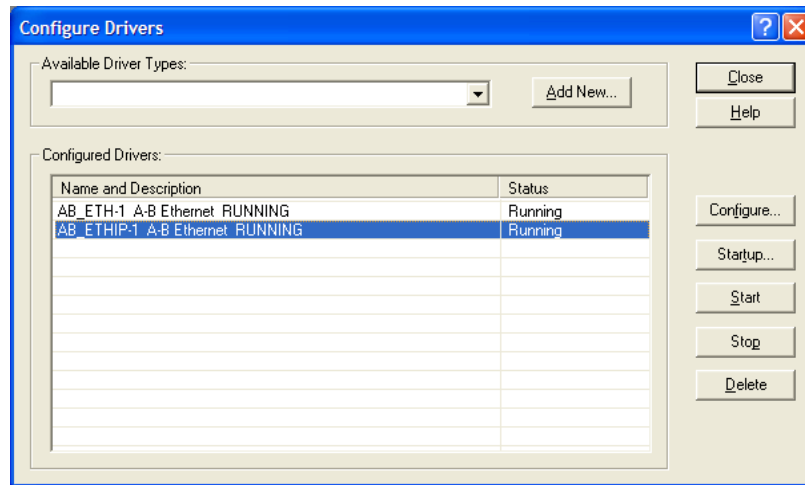 Configure Drivers
Available Driver Types:
Add New...
Close
Help
Configured Drivers:
Name and Description Status
AB_ETH-1 A-B Ethernet RUNNING Running
AB_ETHIP-1 A-B Ethernet RUNNING Running
Configure...
Startup...
Start
Stop
Delete